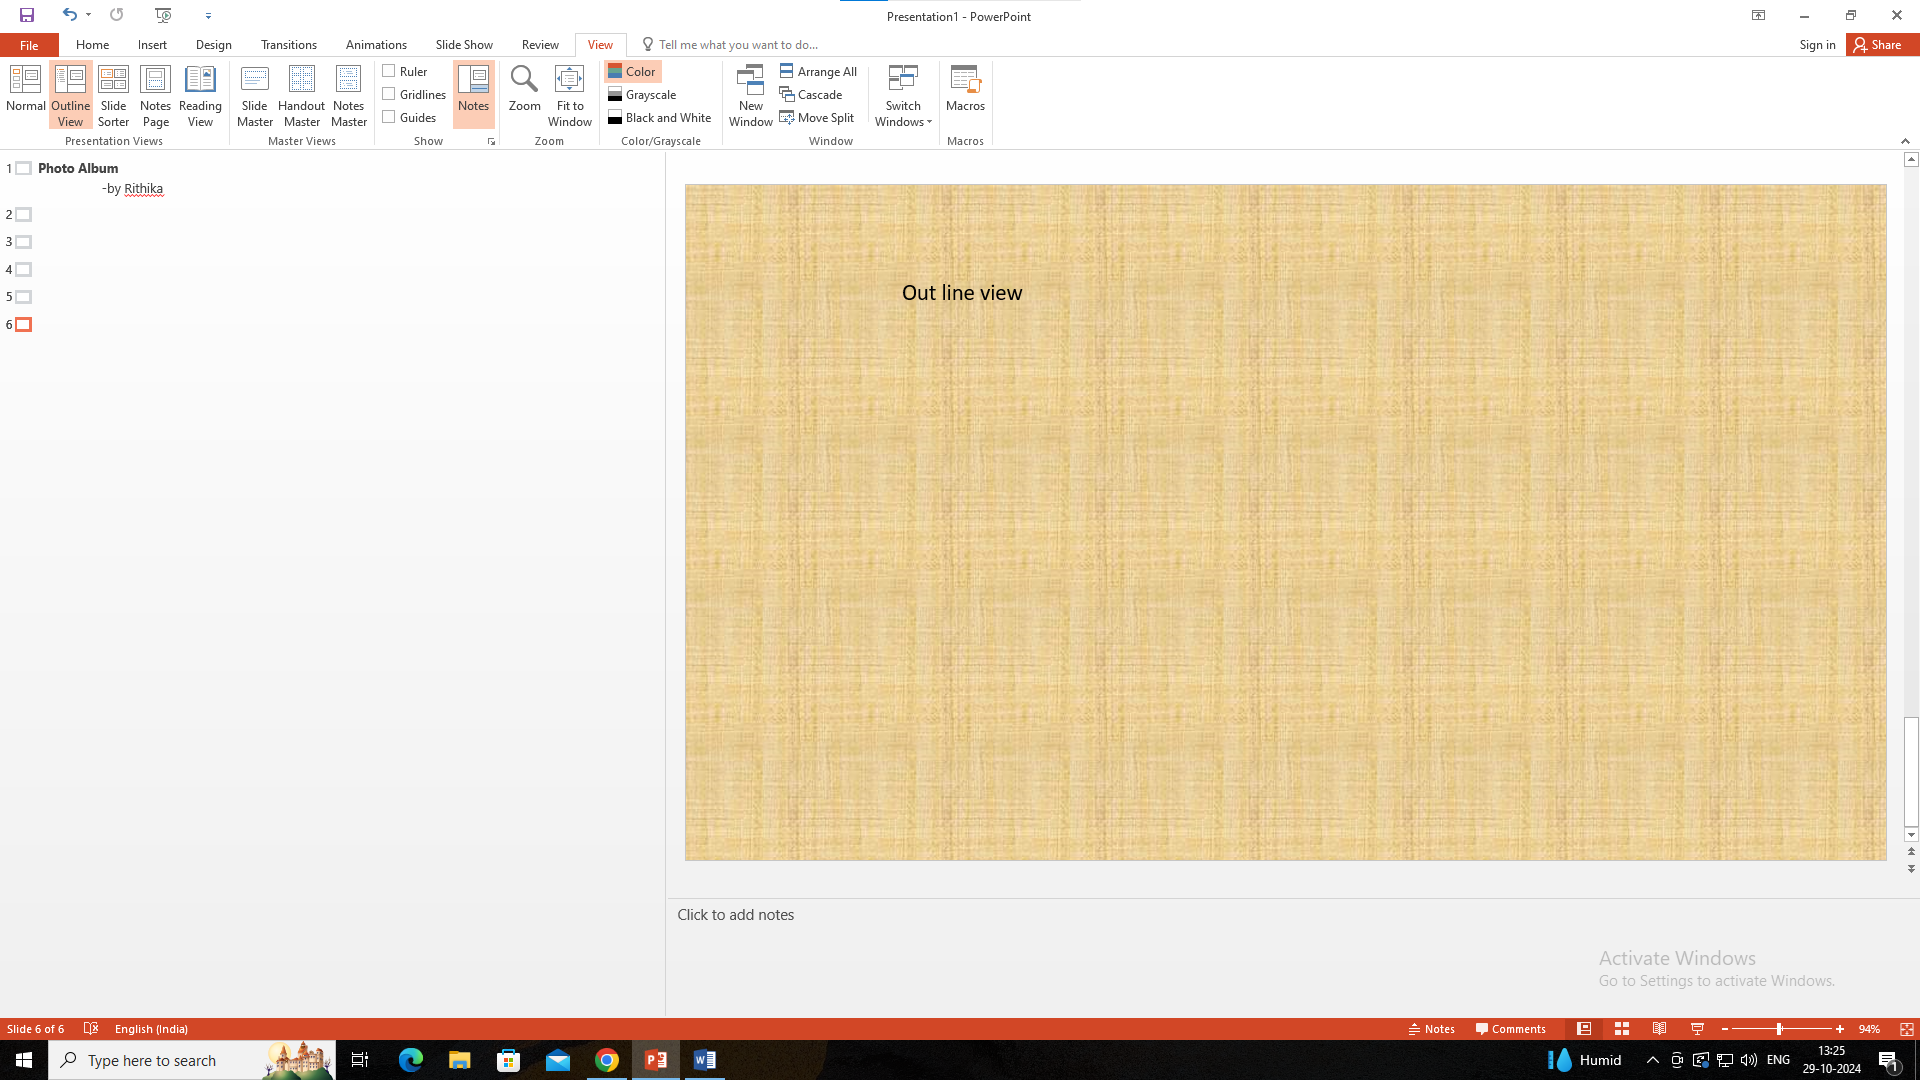 Presentation1 - PowerPoint
File Home Insert Design Transitions Animations Slide Show Review View Tell me what you want to do... Sign in Share
Normal Outline View Slide Sorter Notes Page Reading View
Presentation Views
Slide Master Handout Master Notes Master
Master Views
Ruler
Gridlines
Guides
Notes
Show
Zoom Fit to Window
Zoom
Color
Grayscale
Black and White
Color/Grayscale
New Window
Arrange All
Cascade
Move Split
Switch Windows
Window
Macros
Macros
1 Photo Album
-by Rithika
2
3
4
5
6
Out line view
Click to add notes
Activate Windows
Go to Settings to activate Windows.
Slide 6 of 6 English (India) Notes Comments 94%
Type here to search Humid ENG 13:25
29-10-2024
1